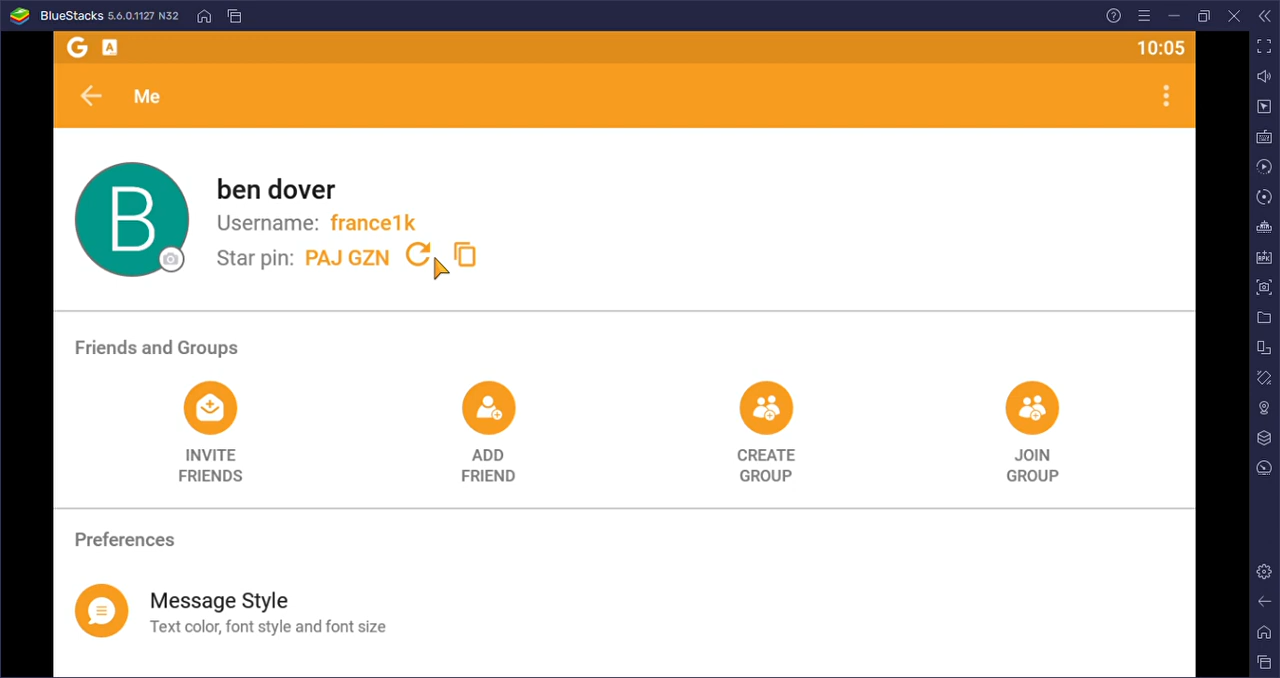 BlueStacks 5.6.0.1127 N32
G A 10:05
Me
B
ben dover
Username: france1k
Star pin: PAJ GZN
Friends and Groups
INVITE FRIENDS
ADD FRIEND
CREATE GROUP
JOIN GROUP
Preferences
Message Style
Text color, font style and font size